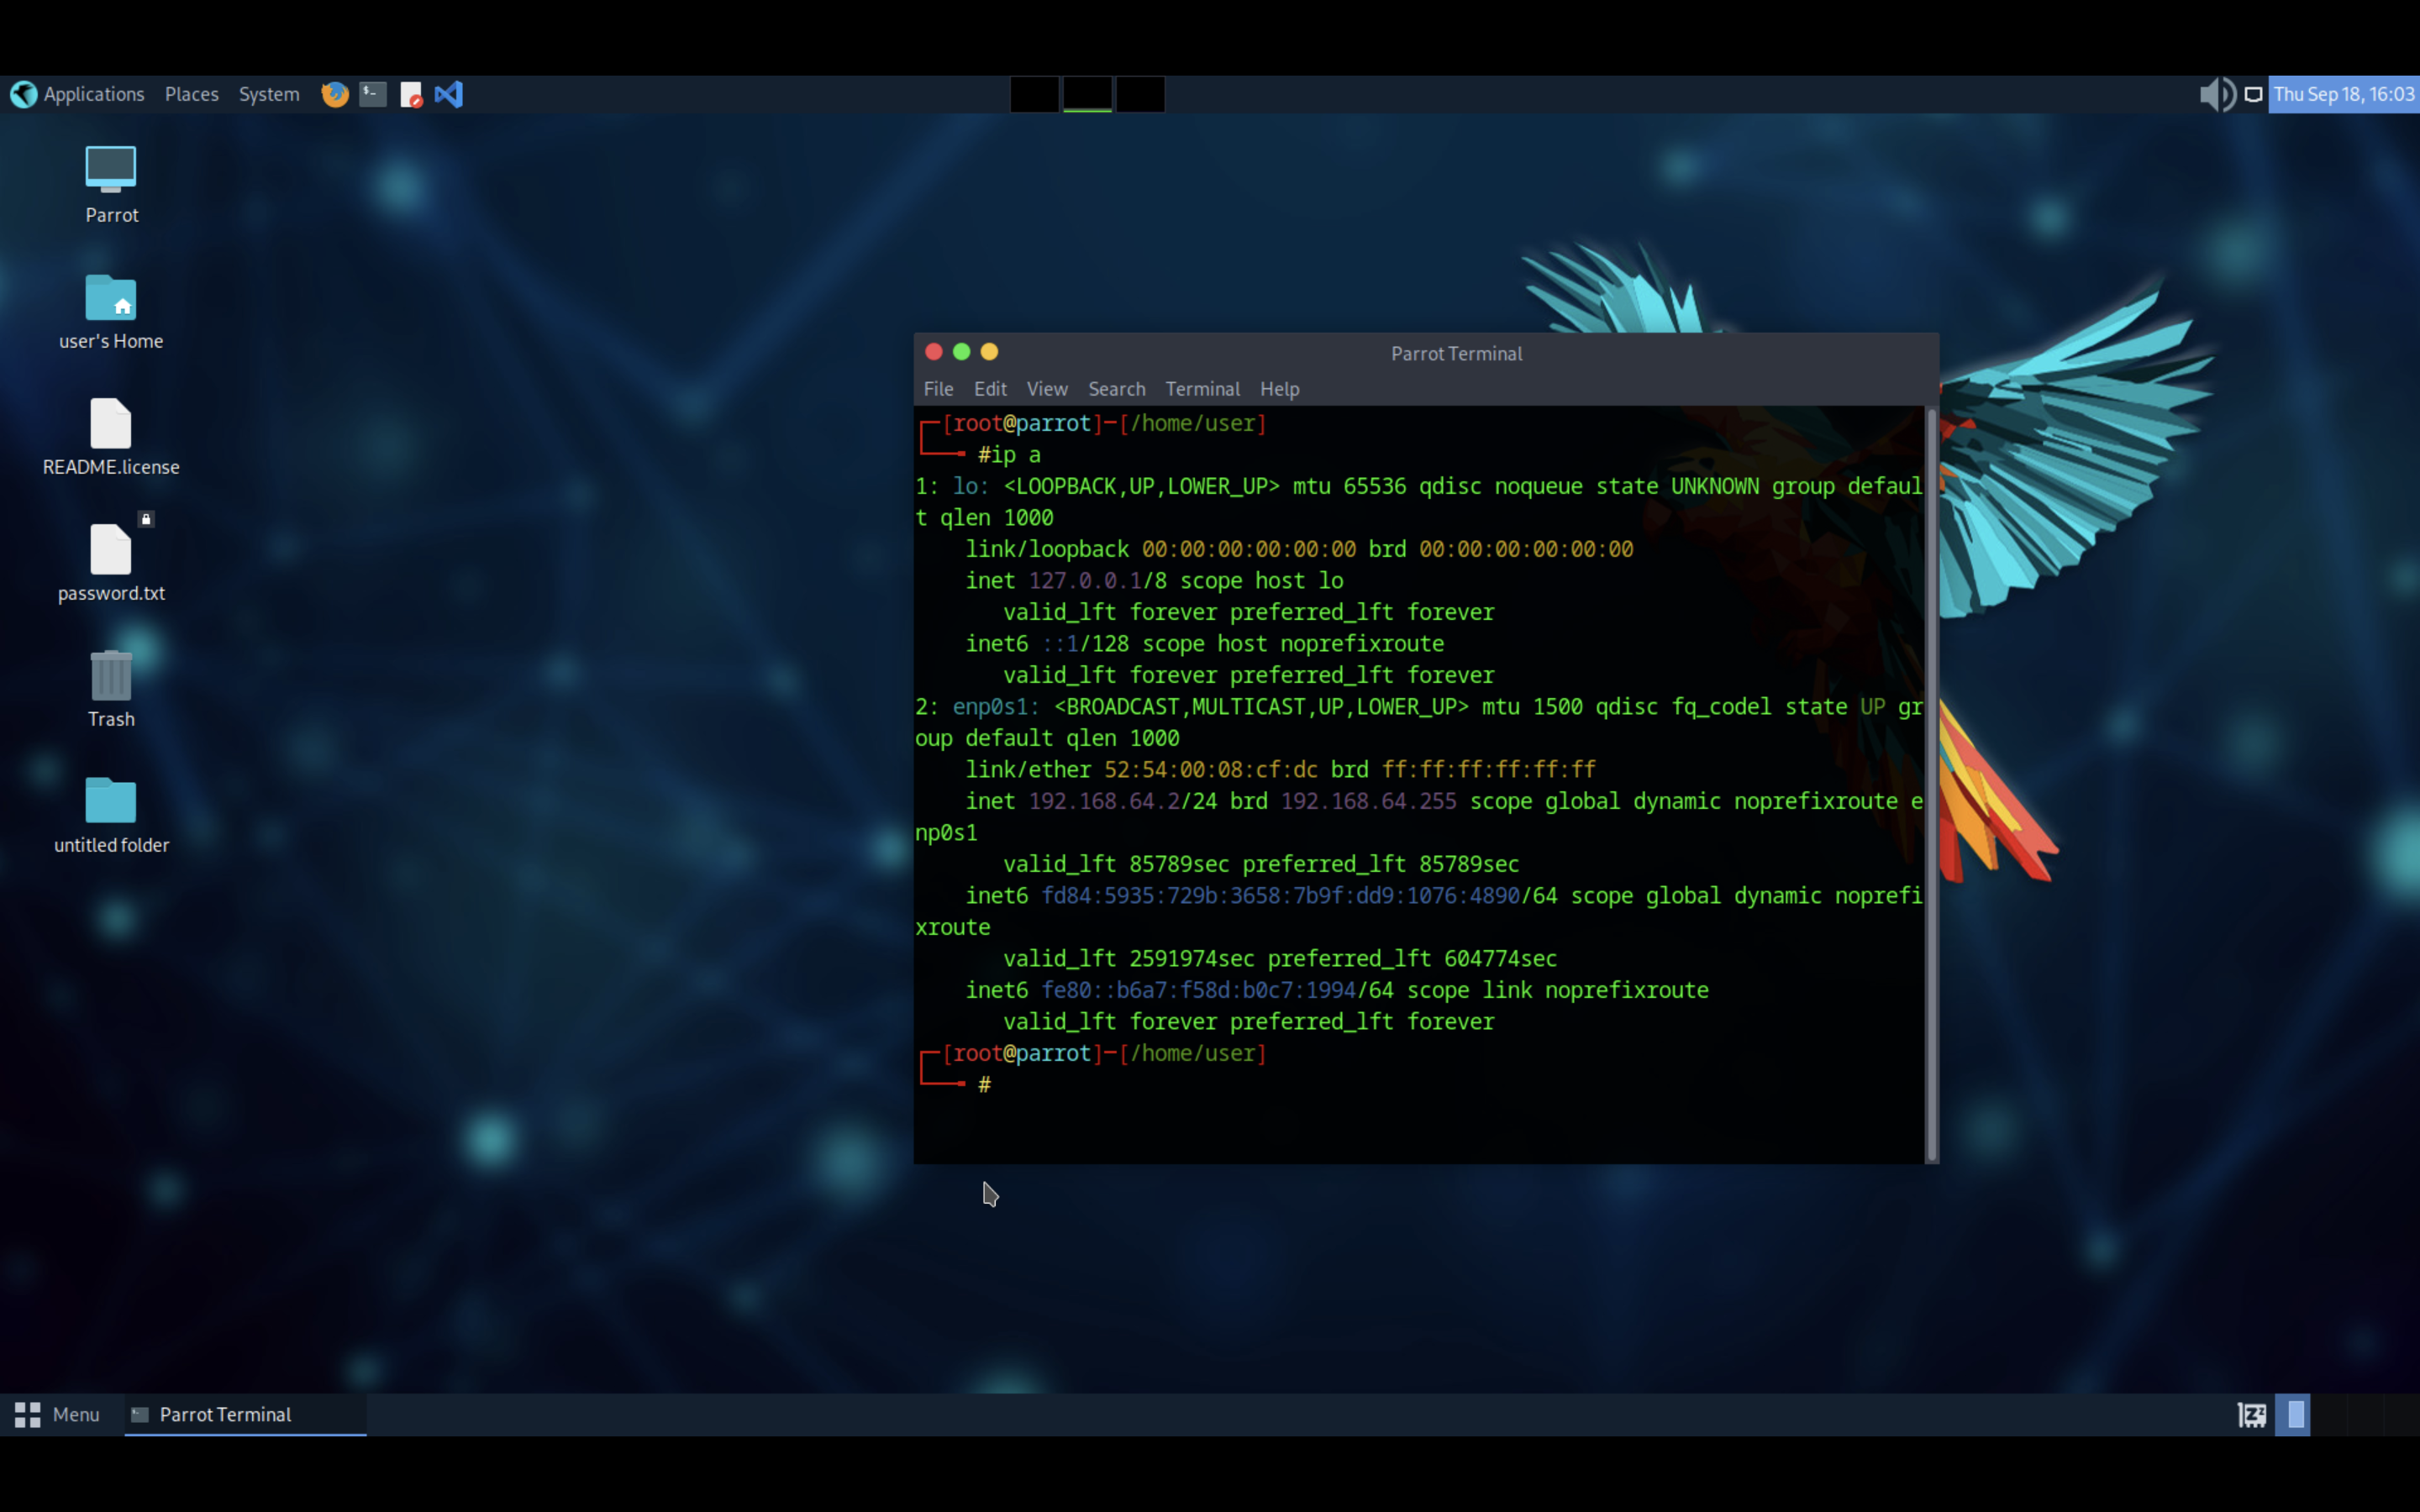 Applications Places System
Thu Sep 18, 16:03
Parrot
user's Home
README.license
password.txt
Trash
untitled folder
Parrot Terminal
File Edit View Search Terminal Help
┌─[root@parrot]─[/home/user]
└──╼ #ip a
1: lo: <LOOPBACK,UP,LOWER_UP> mtu 65536 qdisc noqueue state UNKNOWN group defaul
t qlen 1000
    link/loopback 00:00:00:00:00:00 brd 00:00:00:00:00:00
    inet 127.0.0.1/8 scope host lo
       valid_lft forever preferred_lft forever
    inet6 ::1/128 scope host noprefixroute
       valid_lft forever preferred_lft forever
2: enp0s1: <BROADCAST,MULTICAST,UP,LOWER_UP> mtu 1500 qdisc fq_codel state UP gr
oup default qlen 1000
    link/ether 52:54:00:08:cf:dc brd ff:ff:ff:ff:ff:ff
    inet 192.168.64.2/24 brd 192.168.64.255 scope global dynamic noprefixroute e
np0s1
       valid_lft 85789sec preferred_lft 85789sec
    inet6 fd84:5935:729b:3658:7b9f:dd9:1076:4890/64 scope global dynamic noprefi
xroute
       valid_lft 2591974sec preferred_lft 604774sec
    inet6 fe80::b6a7:f58d:b0c7:1994/64 scope link noprefixroute
       valid_lft forever preferred_lft forever
┌─[root@parrot]─[/home/user]
└──╼ #
Menu
Parrot Terminal